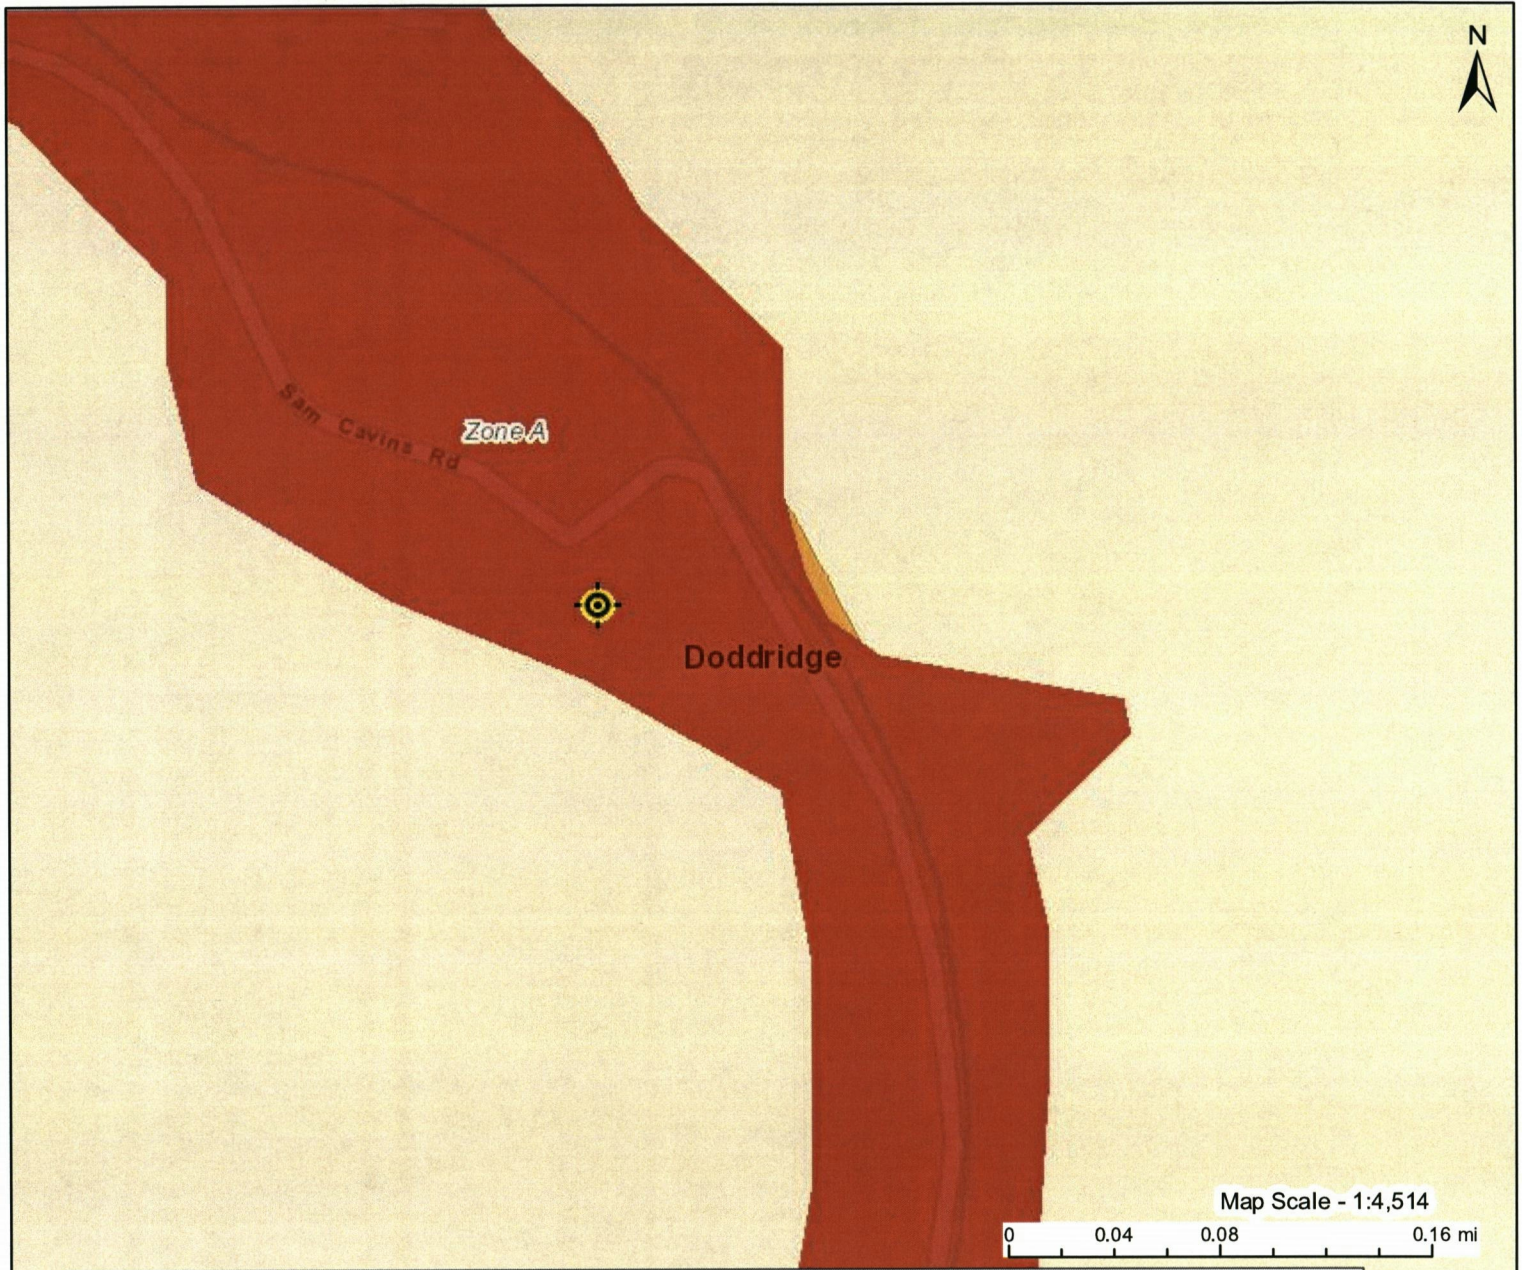 N
Sam Cavins Rd
Zone A
Doddridge
Map Scale - 1:4,514
0 0.04 0.08 0.16 mi